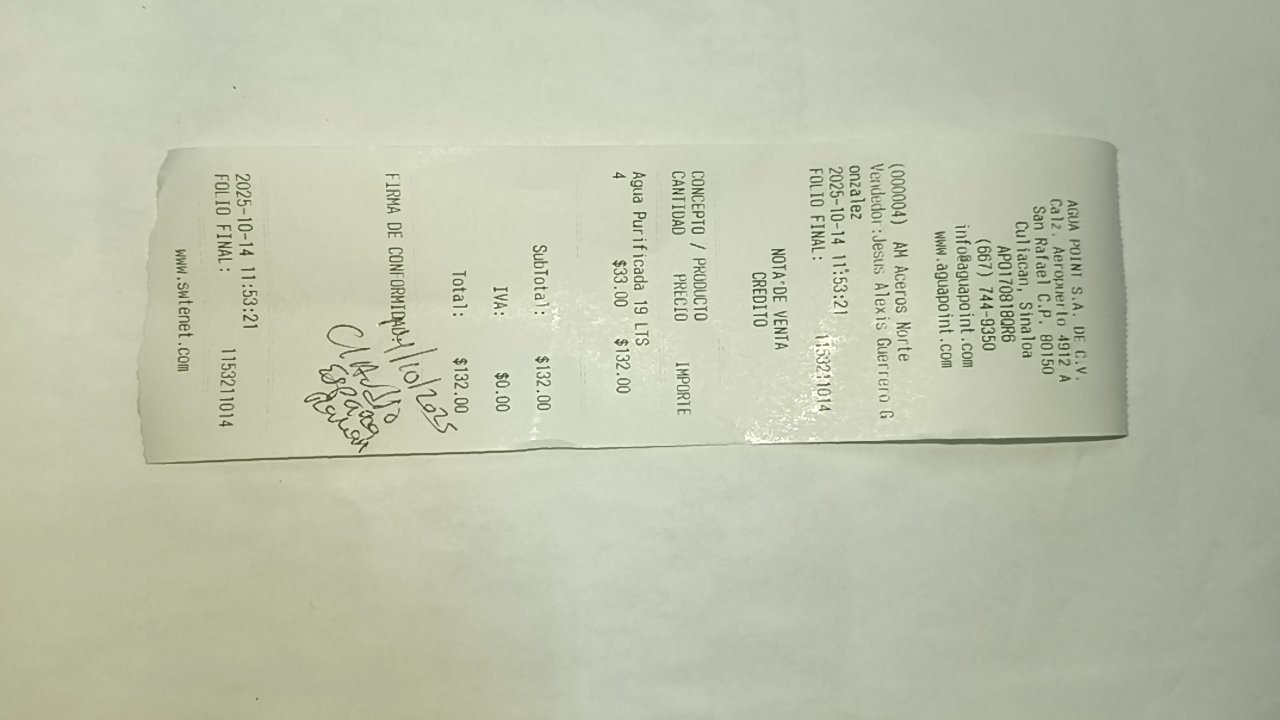 AGUA POINT S.A. DE C.V.
Calz. Aeropuerto 4912 A
San Rafael C.P. 80150
Culiacan, Sinaloa
APO170818QR6
(667) 744-9350
info@aguapoint.com
www.aguapoint.com
(000004) AM Aceros Norte
Vendedor:Jesus Alexis Guerrero G
onzalez
2025-10-14 11:53:21
FOLIO FINAL: 1153211014
NOTA DE VENTA
CREDITO
CONCEPTO / PRODUCTO
CANTIDAD PRECIO IMPORTE
Agua Purificada 19 LTS
4 $33.00 $132.00
SubTotal: $132.00
IVA: $0.00
Total: $132.00
FIRMA DE CONFORMIDAD
14/10/2025
Claudio
2025-10-14 11:53:21
FOLIO FINAL: 1153211014
www.swtenet.com